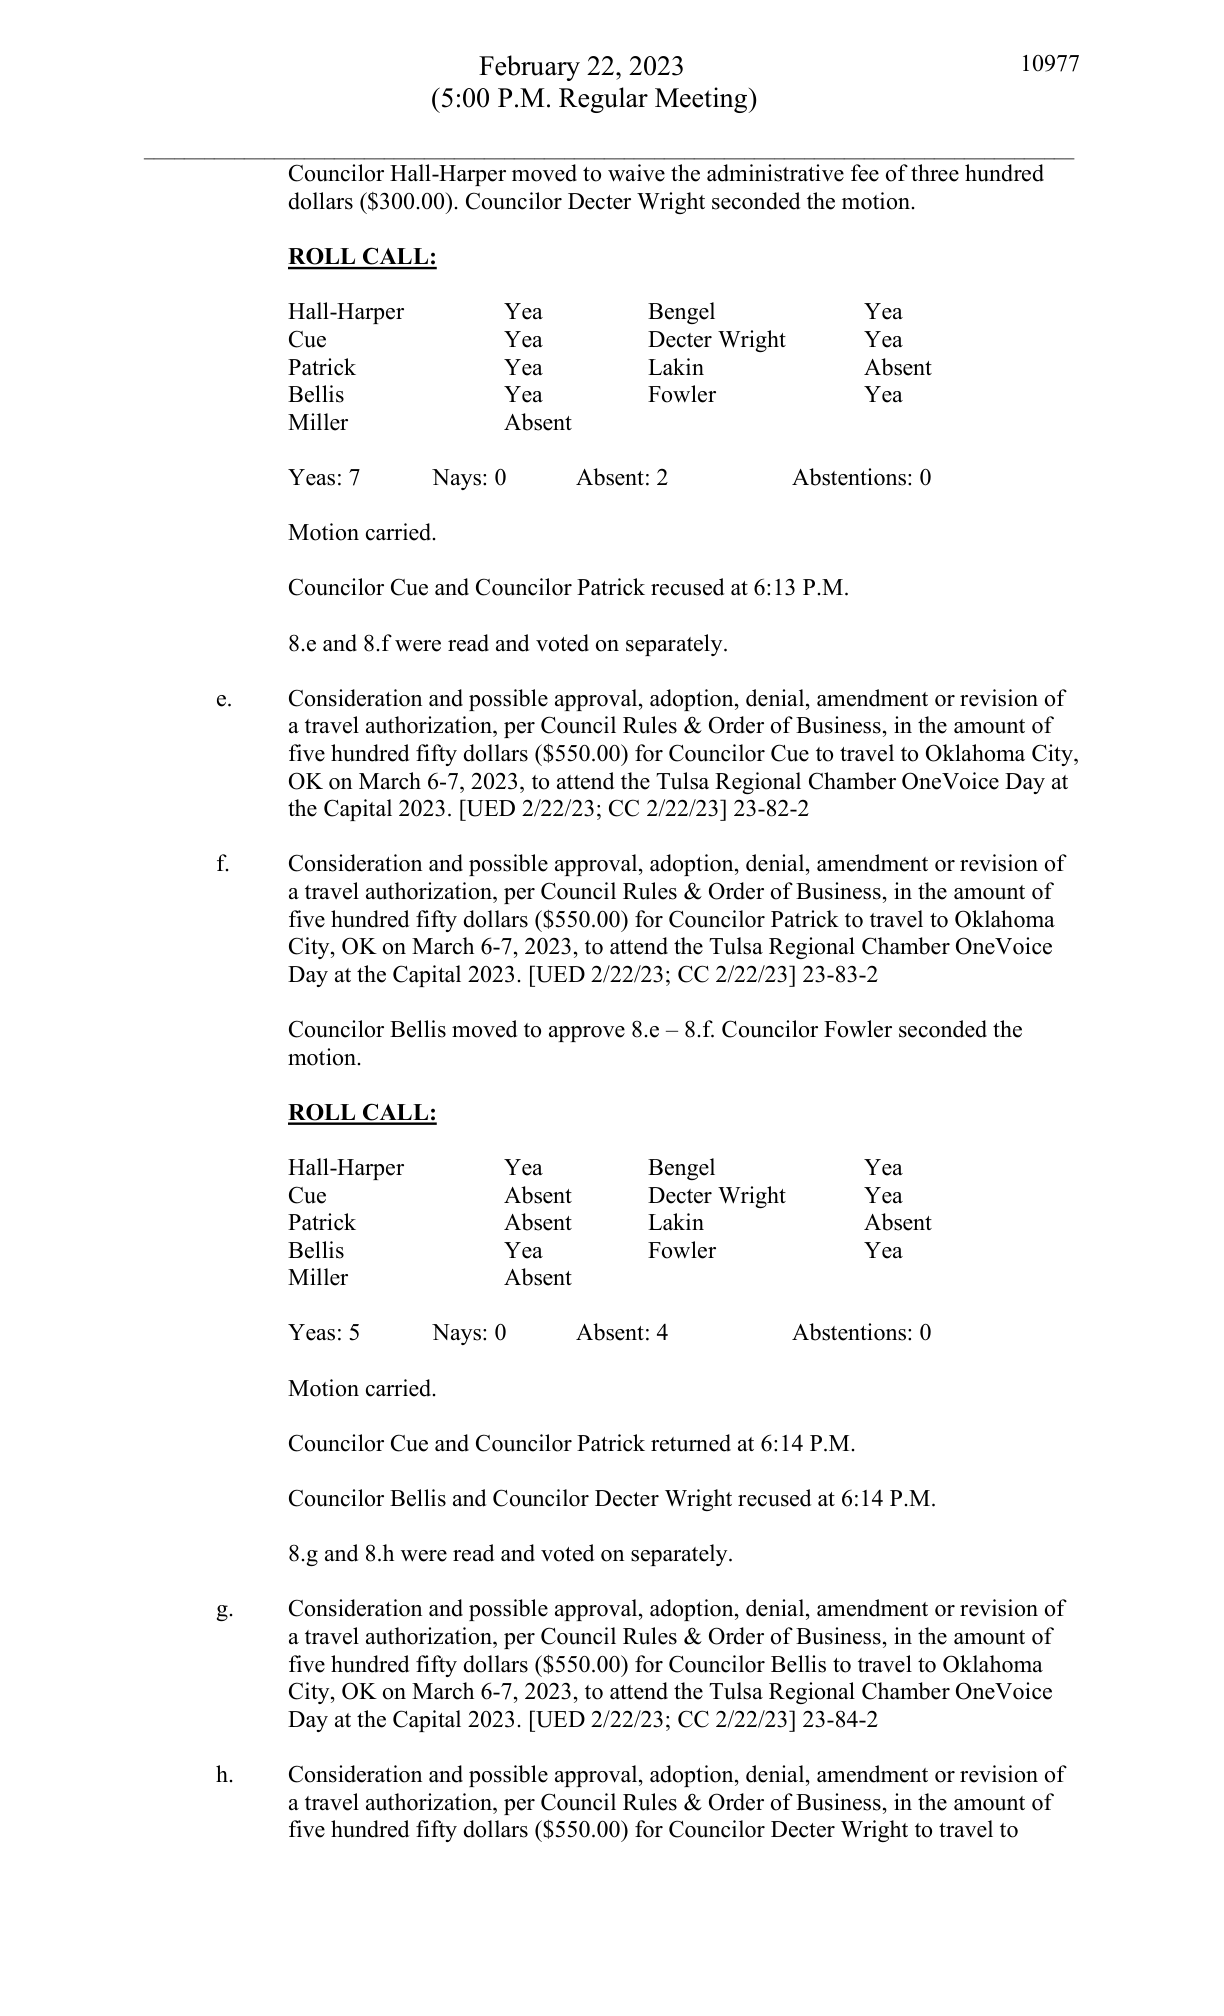 February 22, 2023
10977
(5:00 P.M. Regular Meeting)
Councilor Hall-Harper moved to waive the administrative fee of three hundred
dollars ($300.00). Councilor Decter Wright seconded the motion.
ROLL CALL:
Hall-Harper Yea Bengel Yea
Cue Yea Decter Wright Yea
Patrick Yea Lakin Absent
Bellis Yea Fowler Yea
Miller Absent
Yeas: 7 Nays: 0 Absent: 2 Abstentions: 0
Motion carried.
Councilor Cue and Councilor Patrick recused at 6:13 P.M.
8.e and 8.f were read and voted on separately.
e. Consideration and possible approval, adoption, denial, amendment or revision of
a travel authorization, per Council Rules & Order of Business, in the amount of
five hundred fifty dollars ($550.00) for Councilor Cue to travel to Oklahoma City,
OK on March 6-7, 2023, to attend the Tulsa Regional Chamber OneVoice Day at
the Capital 2023. [UED 2/22/23; CC 2/22/23] 23-82-2
f. Consideration and possible approval, adoption, denial, amendment or revision of
a travel authorization, per Council Rules & Order of Business, in the amount of
five hundred fifty dollars ($550.00) for Councilor Patrick to travel to Oklahoma
City, OK on March 6-7, 2023, to attend the Tulsa Regional Chamber OneVoice
Day at the Capital 2023. [UED 2/22/23; CC 2/22/23] 23-83-2
Councilor Bellis moved to approve 8.e – 8.f. Councilor Fowler seconded the
motion.
ROLL CALL:
Hall-Harper Yea Bengel Yea
Cue Absent Decter Wright Yea
Patrick Absent Lakin Absent
Bellis Yea Fowler Yea
Miller Absent
Yeas: 5 Nays: 0 Absent: 4 Abstentions: 0
Motion carried.
Councilor Cue and Councilor Patrick returned at 6:14 P.M.
Councilor Bellis and Councilor Decter Wright recused at 6:14 P.M.
8.g and 8.h were read and voted on separately.
g. Consideration and possible approval, adoption, denial, amendment or revision of
a travel authorization, per Council Rules & Order of Business, in the amount of
five hundred fifty dollars ($550.00) for Councilor Bellis to travel to Oklahoma
City, OK on March 6-7, 2023, to attend the Tulsa Regional Chamber OneVoice
Day at the Capital 2023. [UED 2/22/23; CC 2/22/23] 23-84-2
h. Consideration and possible approval, adoption, denial, amendment or revision of
a travel authorization, per Council Rules & Order of Business, in the amount of
five hundred fifty dollars ($550.00) for Councilor Decter Wright to travel to